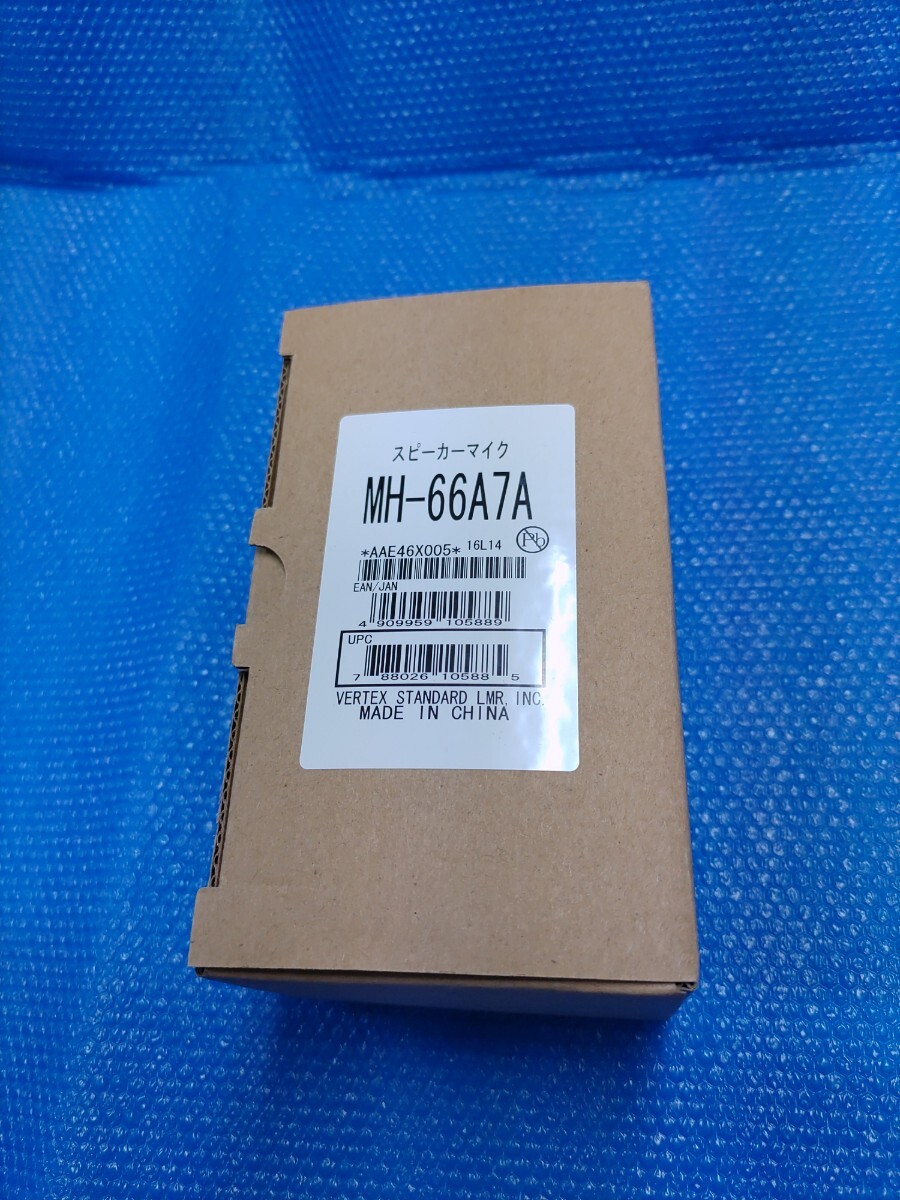 スピーカーマイク
MH-66A7A
*AAE46X005* 16L14
Pb
EAN/JAN
4 909959 105889
UPC
7 88026 10588 5
VERTEX STANDARD LMR, INC.
MADE IN CHINA